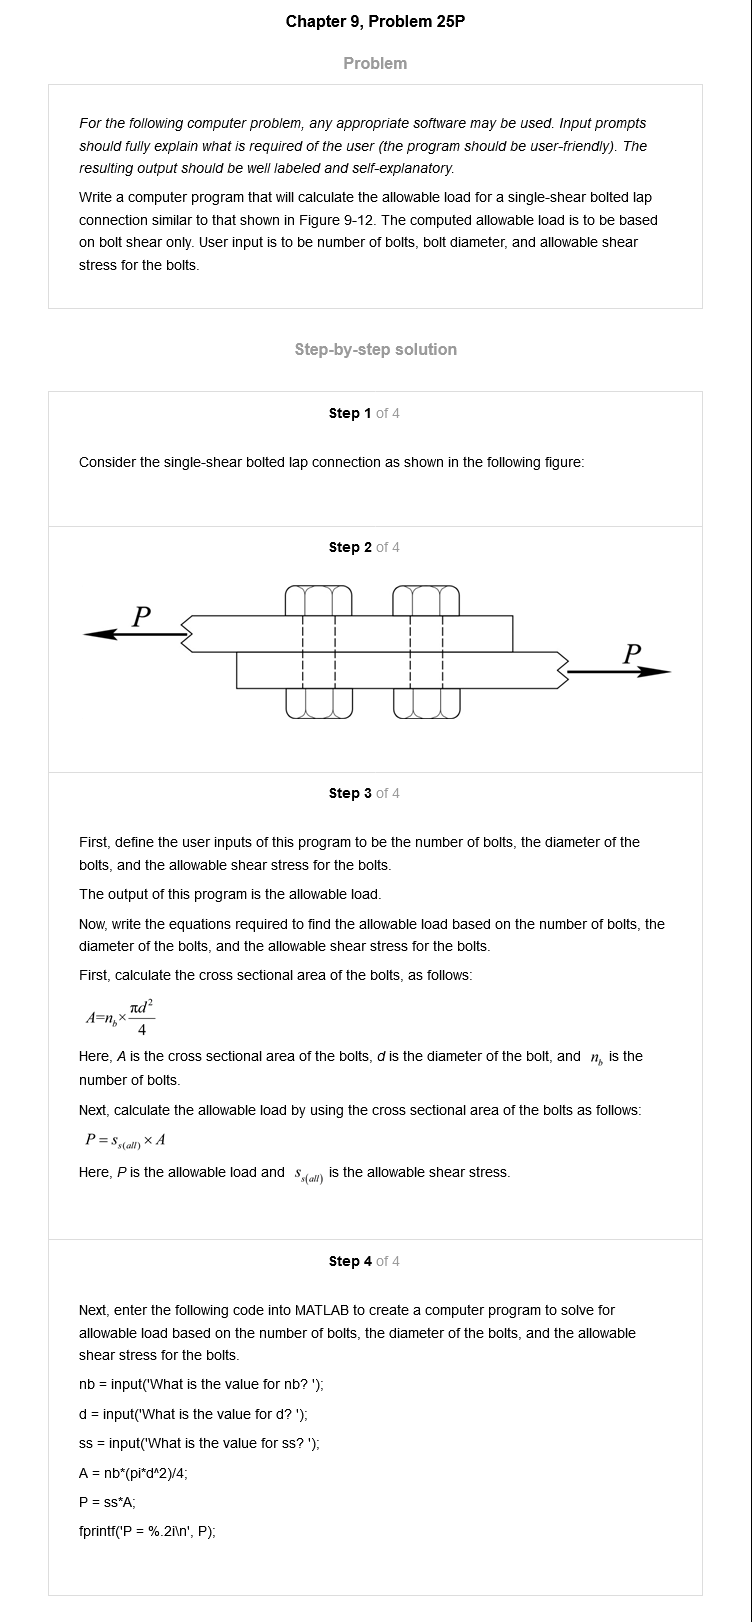 Chapter 9, Problem 25P
Problem
For the following computer problem, any appropriate software may be used. Input prompts
should fully explain what is required of the user (the program should be user-friendly). The
resulting output should be well labeled and self-explanatory.
Write a computer program that will calculate the allowable load for a single-shear bolted lap
connection similar to that shown in Figure 9-12. The computed allowable load is to be based
on bolt shear only. User input is to be number of bolts, bolt diameter, and allowable shear
stress for the bolts.
Step-by-step solution
Step 1 of 4
Consider the single-shear bolted lap connection as shown in the following figure:
Step 2 of 4
P
P
Step 3 of 4
First, define the user inputs of this program to be the number of bolts, the diameter of the
bolts, and the allowable shear stress for the bolts.
The output of this program is the allowable load.
Now, write the equations required to find the allowable load based on the number of bolts, the
diameter of the bolts, and the allowable shear stress for the bolts.
First, calculate the cross sectional area of the bolts, as follows:
A=n_b×πd²/4
Here, A is the cross sectional area of the bolts, d is the diameter of the bolt, and n_b is the
number of bolts.
Next, calculate the allowable load by using the cross sectional area of the bolts as follows:
P = s_s(all) × A
Here, P is the allowable load and s_s(all) is the allowable shear stress.
Step 4 of 4
Next, enter the following code into MATLAB to create a computer program to solve for
allowable load based on the number of bolts, the diameter of the bolts, and the allowable
shear stress for the bolts.
nb = input('What is the value for nb? ');
d = input('What is the value for d? ');
ss = input('What is the value for ss? ');
A = nb*(pi*d^2)/4;
P = ss*A;
fprintf('P = %.2i\n', P);